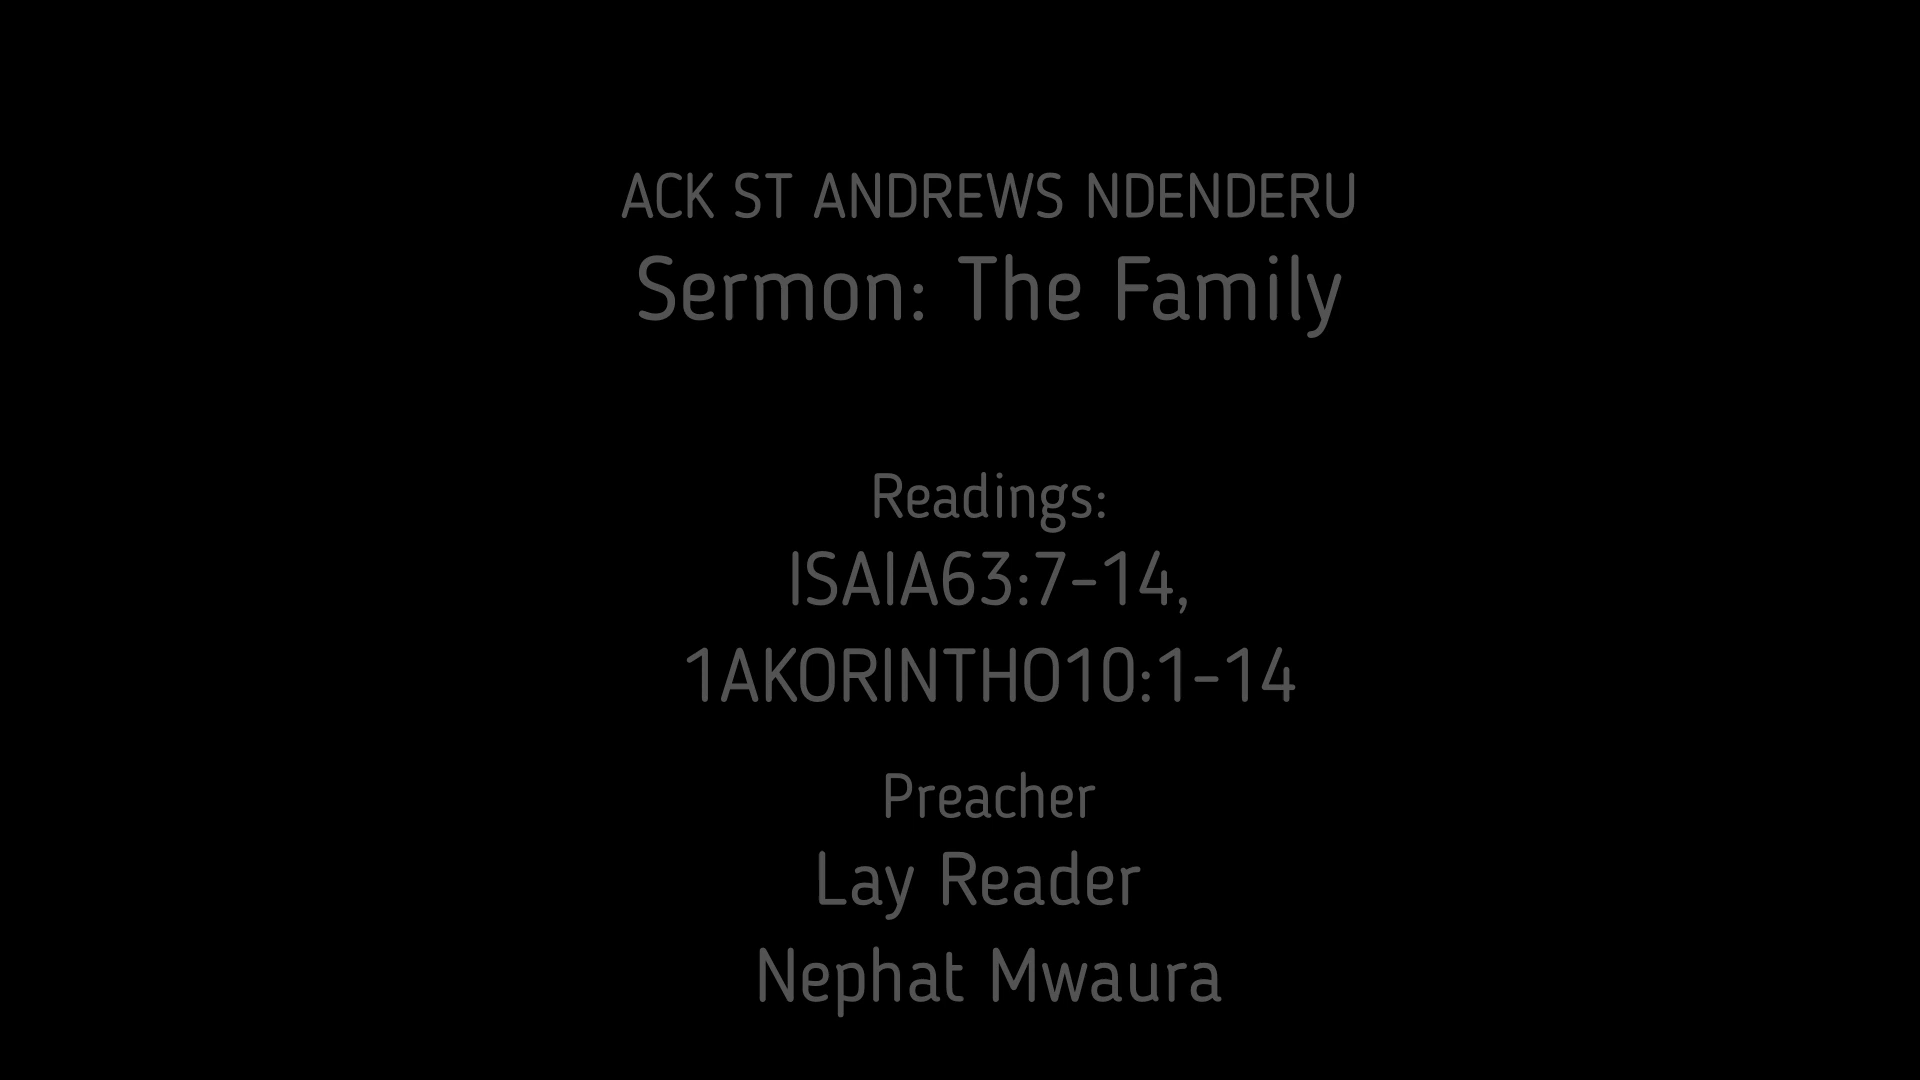 ACK ST ANDREWS NDENDERU
Sermon: The Family
Readings:
ISAIA63:7-14,
1AKORINTHO10:1-14
Preacher
Lay Reader
Nephat Mwaura